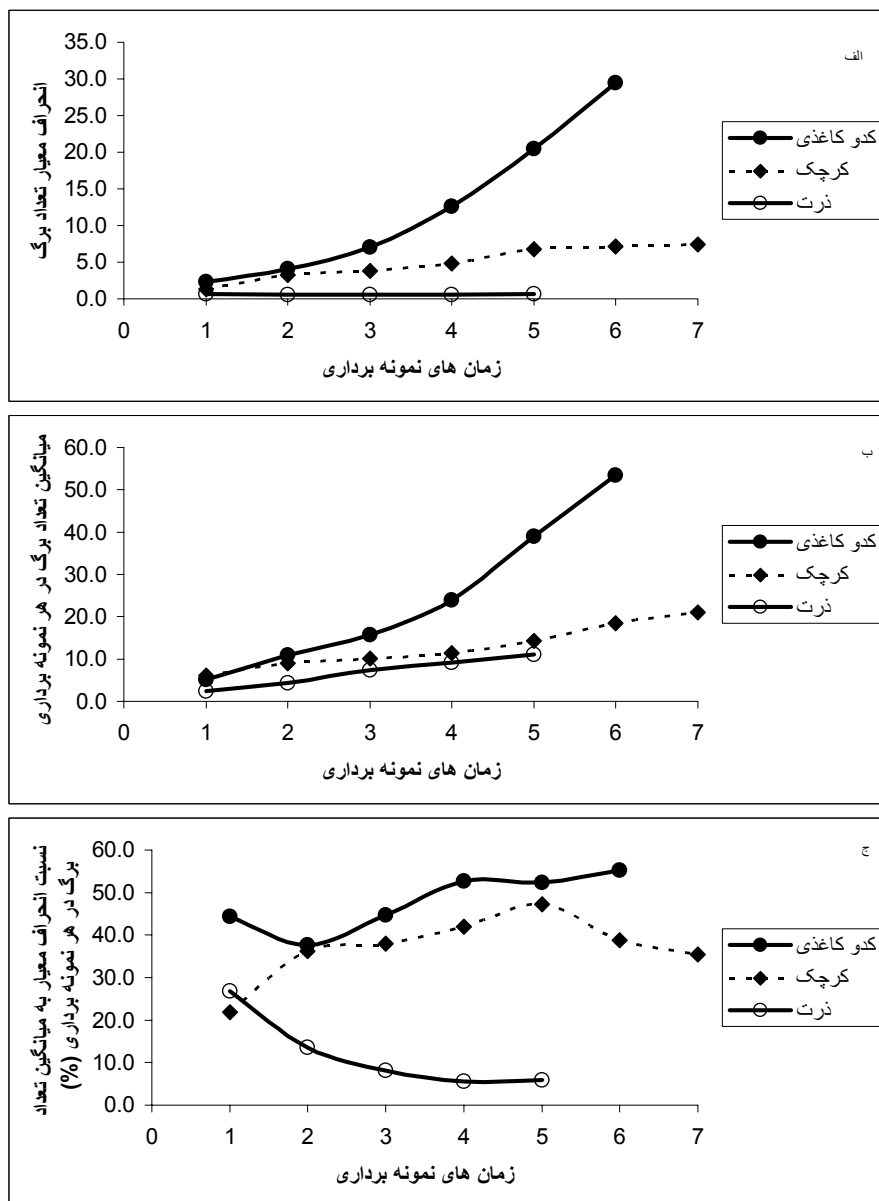 الف
35.0
30.0
25.0
20.0
15.0
10.0
5.0
0.0
انحراف معیار تعداد برگ
0 1 2 3 4 5 6 7
زمان های نمونه برداری
کدو کاغذی
کرچک
ذرت
ب
60.0
50.0
40.0
30.0
20.0
10.0
0.0
میانگین تعداد برگ در هر نمونه برداری
0 1 2 3 4 5 6 7
زمان های نمونه برداری
کدو کاغذی
کرچک
ذرت
ج
60.0
50.0
40.0
30.0
20.0
10.0
0.0
نسبت انحراف معیار به میانگین تعداد
برگ در هر نمونه برداری (%)
0 1 2 3 4 5 6 7
زمان های نمونه برداری
کدو کاغذی
کرچک
ذرت